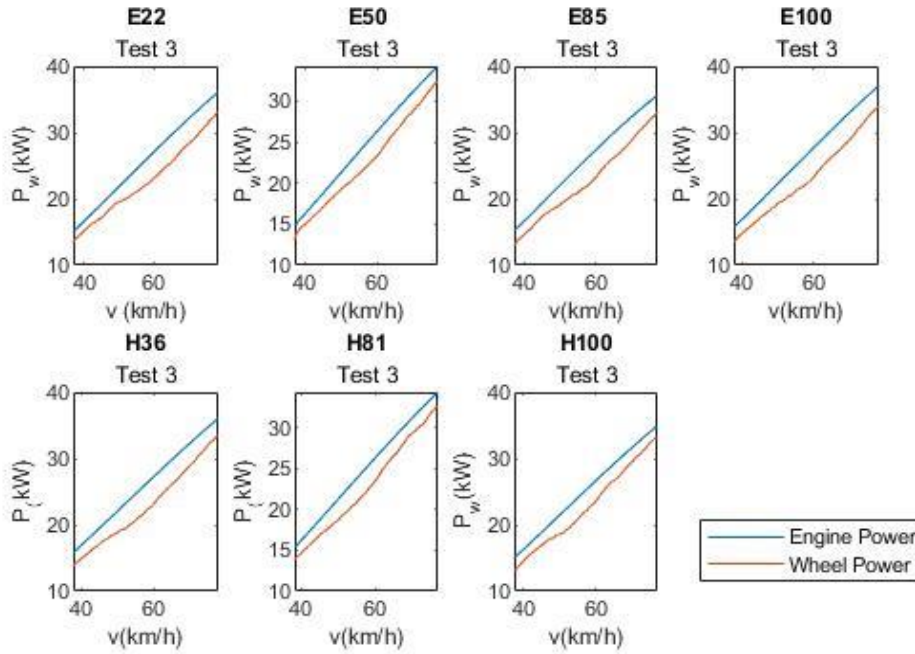 E22 E50 E85 E100
Test 3 Test 3 Test 3 Test 3
40 40 40
30 30 30 30
25
20 20 20 20
15
10 10 10 10
P_w(kW) P_w(kW) P_w(kW) P_w(kW)
40 60 40 60 40 60 40 60
v (km/h) v(km/h) v(km/h) v(km/h)
H36 H81 H100
Test 3 Test 3 Test 3
40 40
30 30 30
25
20 20 20
15
10 10 10
P_(kW) P_(kW) P_w(kW)
40 60 40 60 40 60
v(km/h) v(km/h) v(km/h)
Engine Power
Wheel Power